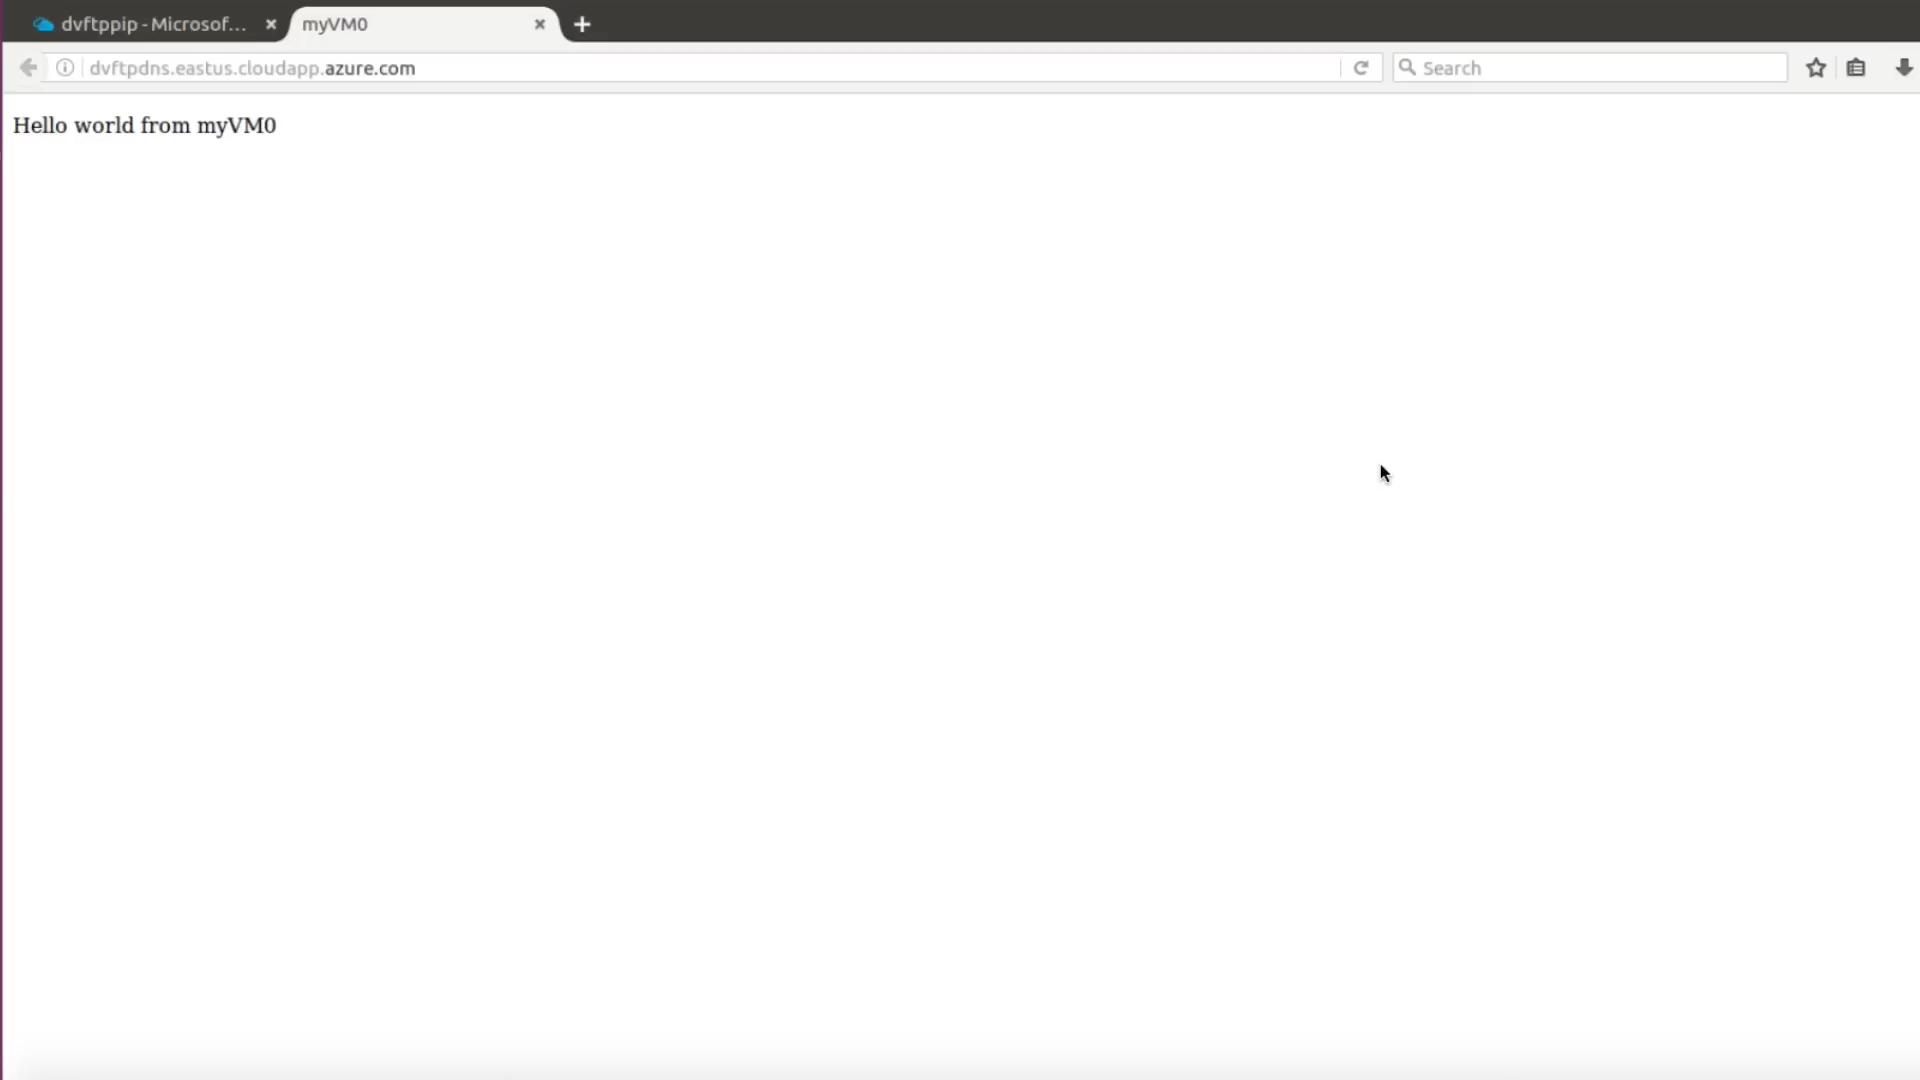 dvftppip - Microsof...
myVM0
dvftpdns.eastus.cloudapp.azure.com
Search
Hello world from myVM0